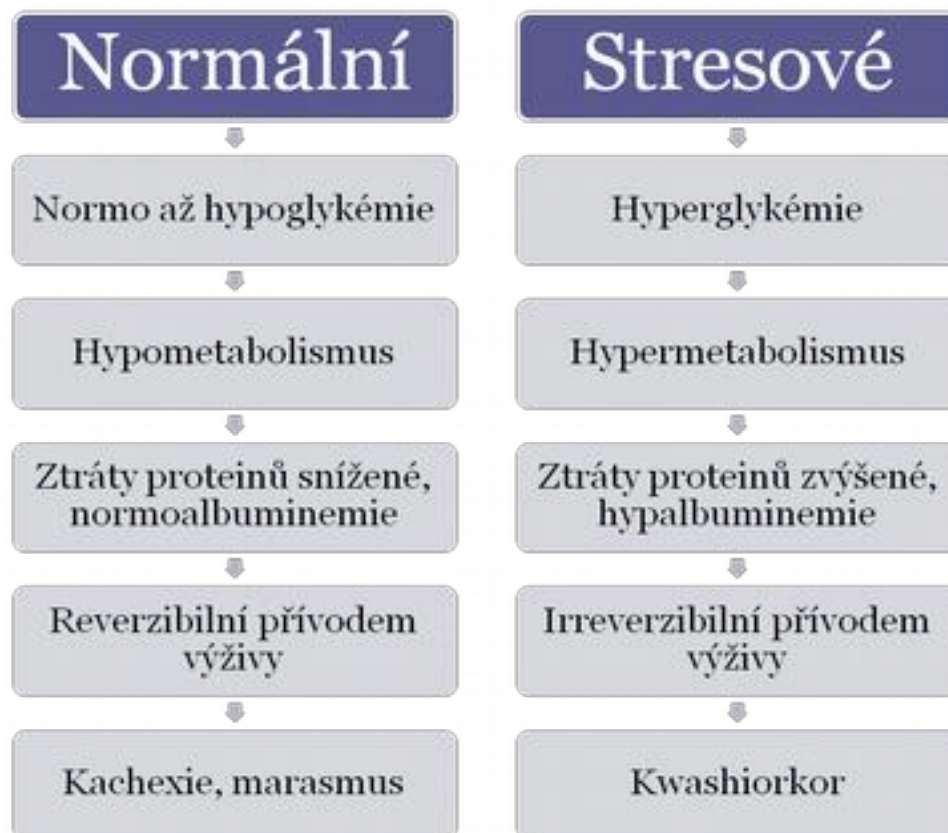 Normální
Normo až hypoglykémie
Hypometabolismus
Ztráty proteinů snížené,
normoalbuminemie
Reverzibilní přívodem
výživy
Kachexie, marasmus
Stresové
Hyperglykémie
Hypermetabolismus
Ztráty proteinů zvýšené,
hypalbuminemie
Irreverzibilní přívodem
výživy
Kwashiorkor